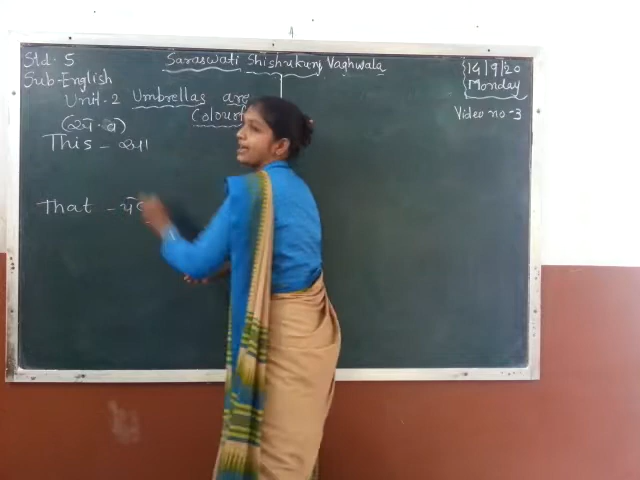 Std. 5
Saraswati Shishukunj Vaghwala
14/9/20
Monday
Sub-English
Unit-2 Umbrellas are
Colourf
Video no-3
(એ.વ)
This - આ
That - પે